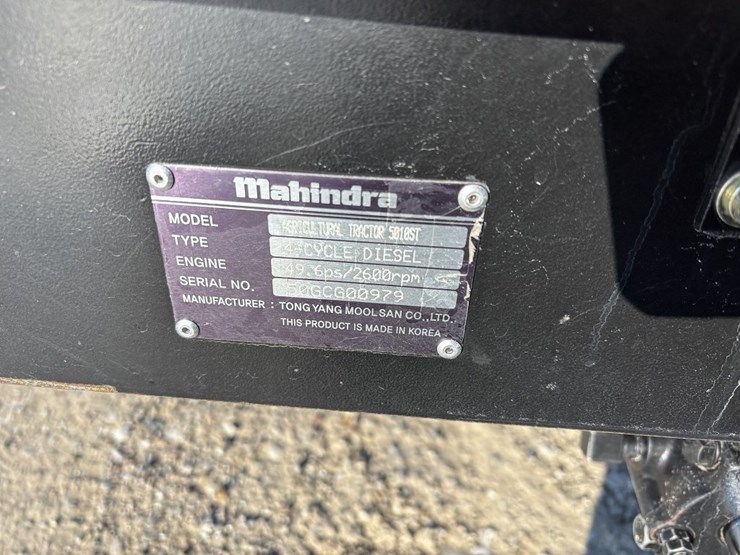 Mahindra
MODEL AGRICULTURAL TRACTOR 5010ST
TYPE 4-CYCLE DIESEL
ENGINE 49.6ps/2600rpm
SERIAL NO. 50GCG00979
MANUFACTURER : TONG YANG MOOLSAN CO.,LTD.
THIS PRODUCT IS MADE IN KOREA